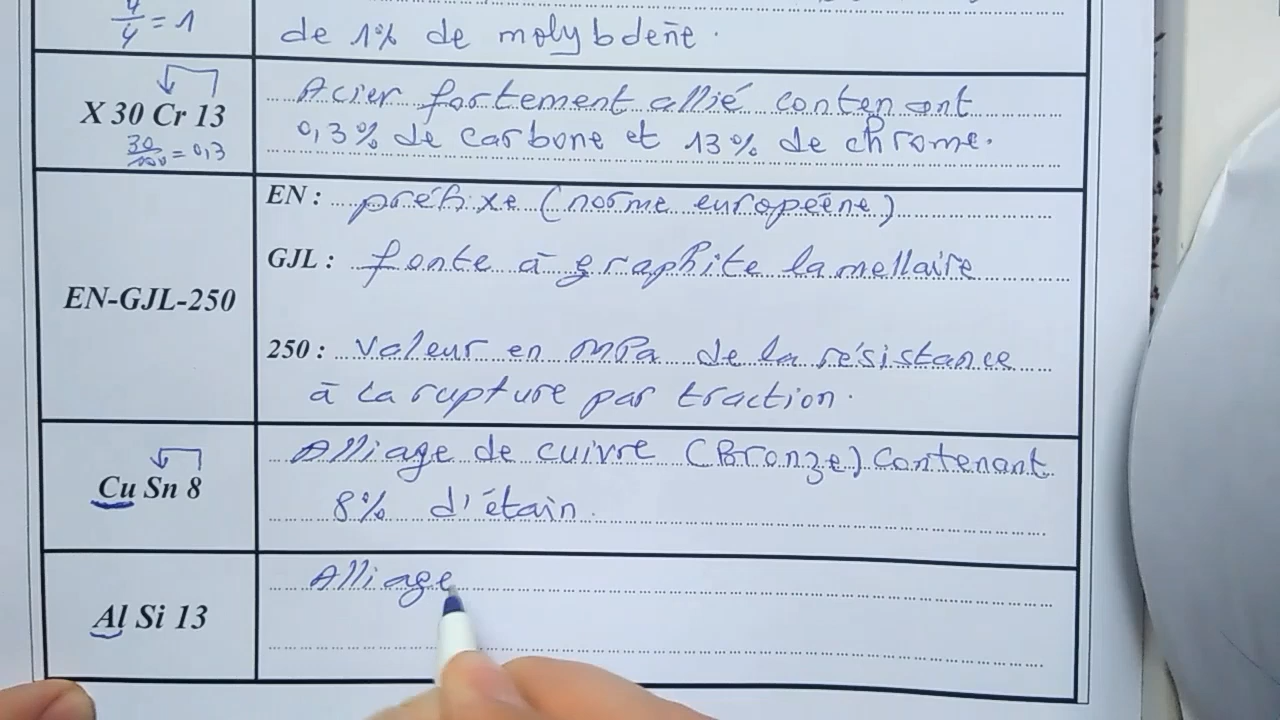 4/4 = 1
de 1% de molybdène.
X 30 Cr 13
30/100 = 0,3
Acier fortement allié contenant
0,3% de carbone et 13% de chrome.
EN-GJL-250
EN : préfixe (norme européène)
GJL : fonte à graphite lamellaire
250 : Valeur en MPa de la résistance
à la rupture par traction.
Cu Sn 8
Alliage de cuivre (Bronze) contenant
8% d'étain.
Al Si 13
Alliage